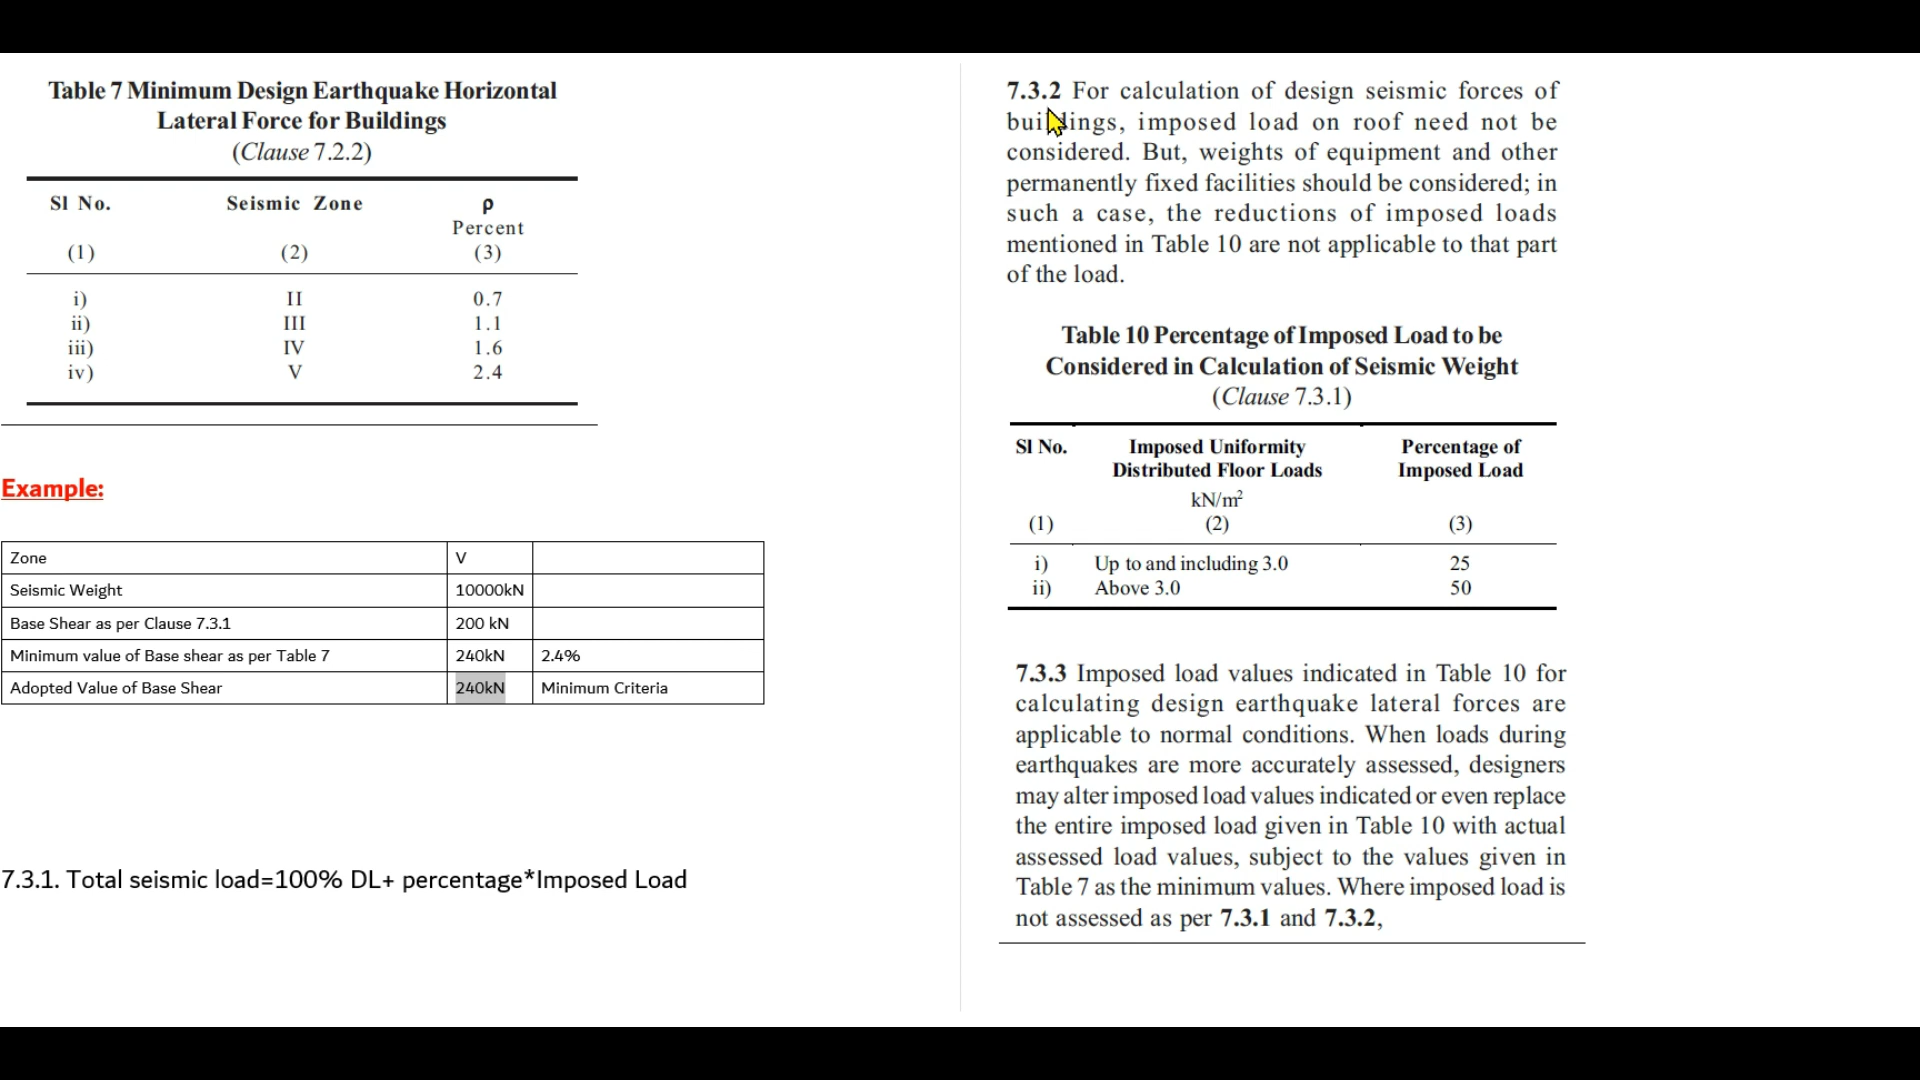 Table 7 Minimum Design Earthquake Horizontal
Lateral Force for Buildings
(Clause 7.2.2)
Sl No. Seismic Zone ρ
Percent
(1) (2) (3)
i) II 0.7
ii) III 1.1
iii) IV 1.6
iv) V 2.4
Example:
Zone V
Seismic Weight 10000kN
Base Shear as per Clause 7.3.1 200 kN
Minimum value of Base shear as per Table 7 240kN 2.4%
Adopted Value of Base Shear 240kN Minimum Criteria
7.3.1. Total seismic load=100% DL+ percentage*Imposed Load
7.3.2 For calculation of design seismic forces of
buildings, imposed load on roof need not be
considered. But, weights of equipment and other
permanently fixed facilities should be considered; in
such a case, the reductions of imposed loads
mentioned in Table 10 are not applicable to that part
of the load.
Table 10 Percentage of Imposed Load to be
Considered in Calculation of Seismic Weight
(Clause 7.3.1)
Sl No. Imposed Uniformity Percentage of
Distributed Floor Loads Imposed Load
kN/m²
(1) (2) (3)
i) Up to and including 3.0 25
ii) Above 3.0 50
7.3.3 Imposed load values indicated in Table 10 for
calculating design earthquake lateral forces are
applicable to normal conditions. When loads during
earthquakes are more accurately assessed, designers
may alter imposed load values indicated or even replace
the entire imposed load given in Table 10 with actual
assessed load values, subject to the values given in
Table 7 as the minimum values. Where imposed load is
not assessed as per 7.3.1 and 7.3.2,